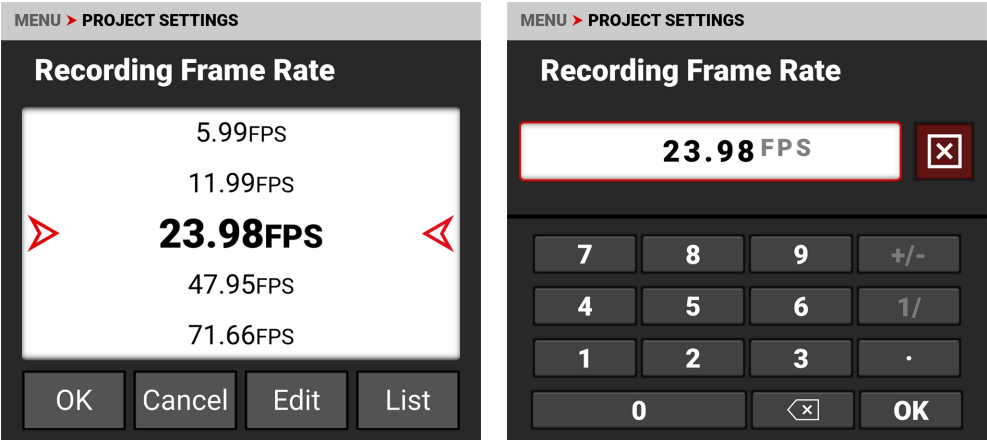 MENU ➤ PROJECT SETTINGS
Recording Frame Rate
5.99FPS
11.99FPS
23.98FPS
47.95FPS
71.66FPS
OK Cancel Edit List
MENU ➤ PROJECT SETTINGS
Recording Frame Rate
23.98 FPS
7 8 9 +/-
4 5 6 1/
1 2 3 ·
0 OK